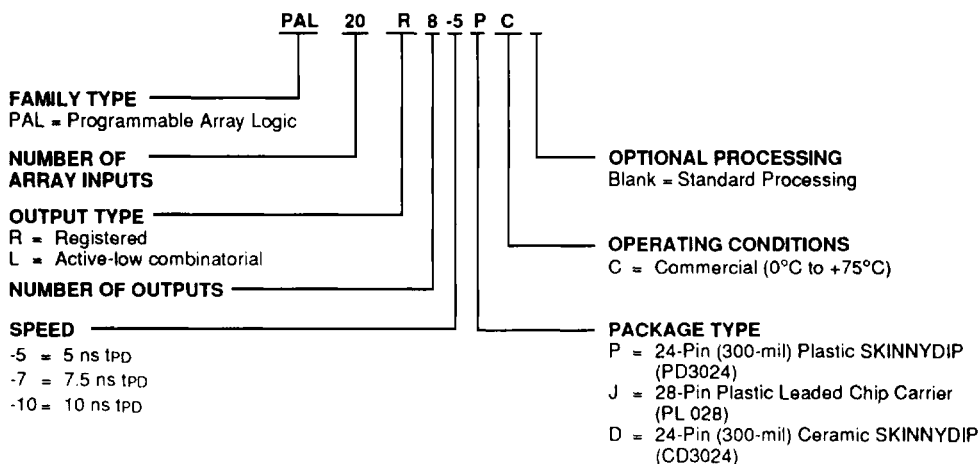 PAL 20 R 8 -5 P C
FAMILY TYPE
PAL = Programmable Array Logic
NUMBER OF
ARRAY INPUTS
OUTPUT TYPE
R = Registered
L = Active-low combinatorial
NUMBER OF OUTPUTS
SPEED
-5 = 5 ns tPD
-7 = 7.5 ns tPD
-10 = 10 ns tPD
OPTIONAL PROCESSING
Blank = Standard Processing
OPERATING CONDITIONS
C = Commercial (0°C to +75°C)
PACKAGE TYPE
P = 24-Pin (300-mil) Plastic SKINNYDIP
(PD3024)
J = 28-Pin Plastic Leaded Chip Carrier
(PL 028)
D = 24-Pin (300-mil) Ceramic SKINNYDIP
(CD3024)